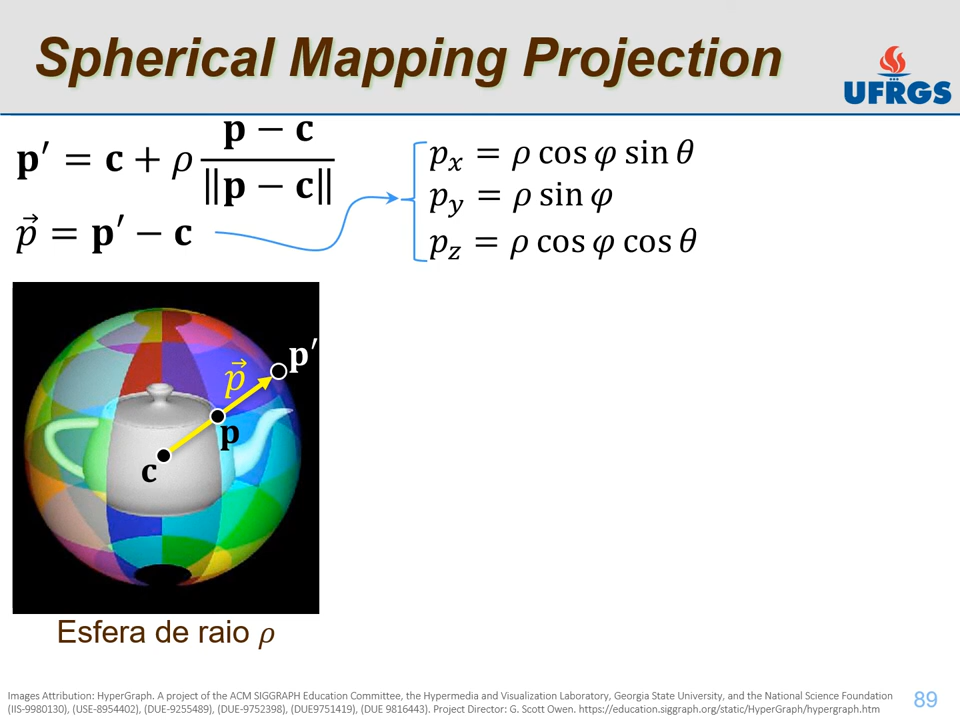 Spherical Mapping Projection
UFRGS
𝐩′ = 𝐜 + 𝜌 (𝐩 − 𝐜) / ‖𝐩 − 𝐜‖
𝑝⃗ = 𝐩′ − 𝐜
𝑝ₓ = 𝜌 cos 𝜑 sin 𝜃
𝑝_𝑦 = 𝜌 sin 𝜑
𝑝_𝑧 = 𝜌 cos 𝜑 cos 𝜃
𝐩′
𝑝⃗
𝐩
𝐜
Esfera de raio 𝜌
Images Attribution: HyperGraph. A project of the ACM SIGGRAPH Education Committee, the Hypermedia and Visualization Laboratory, Georgia State University, and the National Science Foundation
(IIS-9980130), (USE-8954402), (DUE-9255489), (DUE-9752398), (DUE9751419), (DUE 9816443). Project Director: G. Scott Owen. https://education.siggraph.org/static/HyperGraph/hypergraph.htm
89